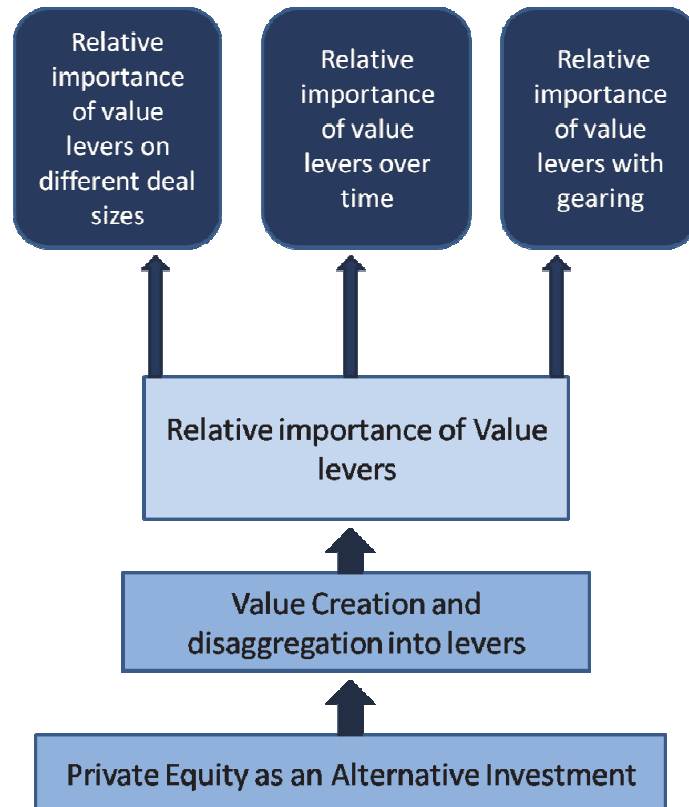 Relative
importance
of value
levers on
different deal
sizes
Relative
importance
of value
levers over
time
Relative
importance
of value
levers with
gearing
Relative importance of Value
levers
Value Creation and
disaggregation into levers
Private Equity as an Alternative Investment